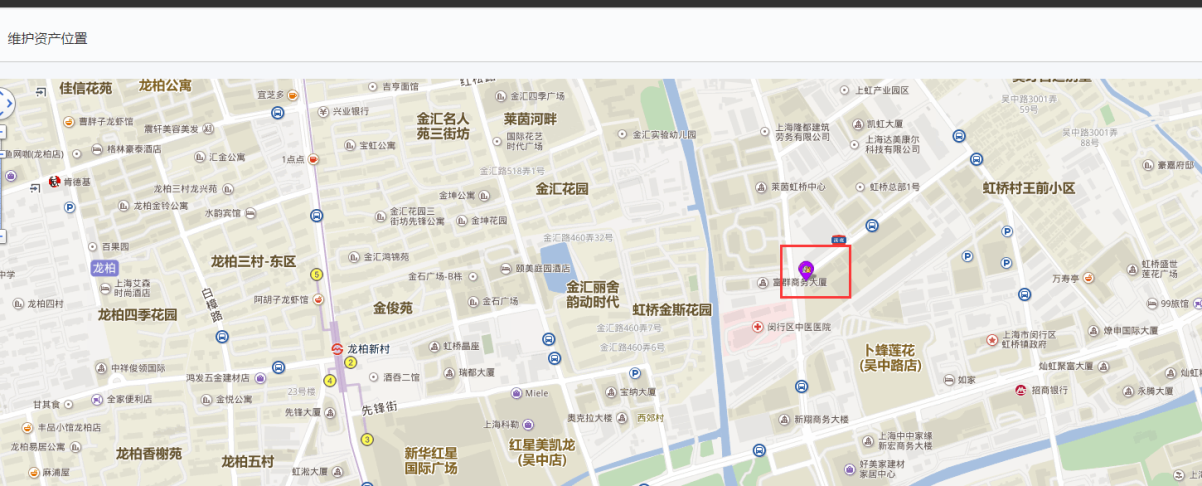 维护资产位置
佳信花苑
龙柏公寓
宜芝多
吉亨面馆
金汇四季广场
上虹产业园区
吴中路3001弄
59号
曹胖子龙虾馆
震轩美容美发
兴业银行
金汇名人
苑三街坊
莱茵河畔
国际花艺
时代广场
金汇实验幼儿园
上海隆都建筑
劳务有限公司
凯虹大厦
上海达美康尔
科技有限公司
吴中路3001弄
88号
鱼网咖(龙柏店)
格林豪泰酒店
汇金公寓
宝虹公寓
1点点
金汇路518弄1号
豪嘉府邸
肯德基
龙柏三村龙兴苑
金汇花园
莱茵虹桥中心
虹桥总部1号
虹桥村王前小区
龙柏金铃公寓
水韵宾馆
金坤公寓
金汇花园三
街坊先锋公寓
金坤花园
金汇路460弄32号
百果园
龙柏
龙柏三村-东区
金汇鸿锦苑
中学
上海艾森
时尚酒店
5
金石广场-B栋
颐美庭园酒店
富群商务大厦
万寿亭
虹桥盛世
莲花广场
龙柏四村
白樟路
阿胡子龙虾馆
金石广场
金汇丽舍
韵动时代
虹桥金斯花园
99旅馆
龙柏四季花园
金俊苑
金汇路460弄7号
金汇路460弄6号
闵行区中医医院
上海市闵行区
虹桥镇政府
燎申国际大厦
龙柏新村
虹桥晶座
卜蜂莲花
(吴中路店)
中祥俊领国际
2
瑞都大厦
灿虹聚富大厦
灿虹
鸿发五金建材店
4
酒香二馆
如家
招商银行
永腾大厦
甘其食
全家便利店
金悦公寓
23号楼
Miele
宝纳大厦
先锋大厦
先锋街
上海科勒
奥克拉大楼
西郊村
新翔商务大楼
丰品小馆龙柏店
3
龙柏易居公寓
龙柏香榭苑
新华红星
国际广场
红星美凯龙
(吴中店)
上海中中家缘
新宏商务大厦
麻浦屋
龙柏五村
虹淞大厦
好美家建材
家居中心